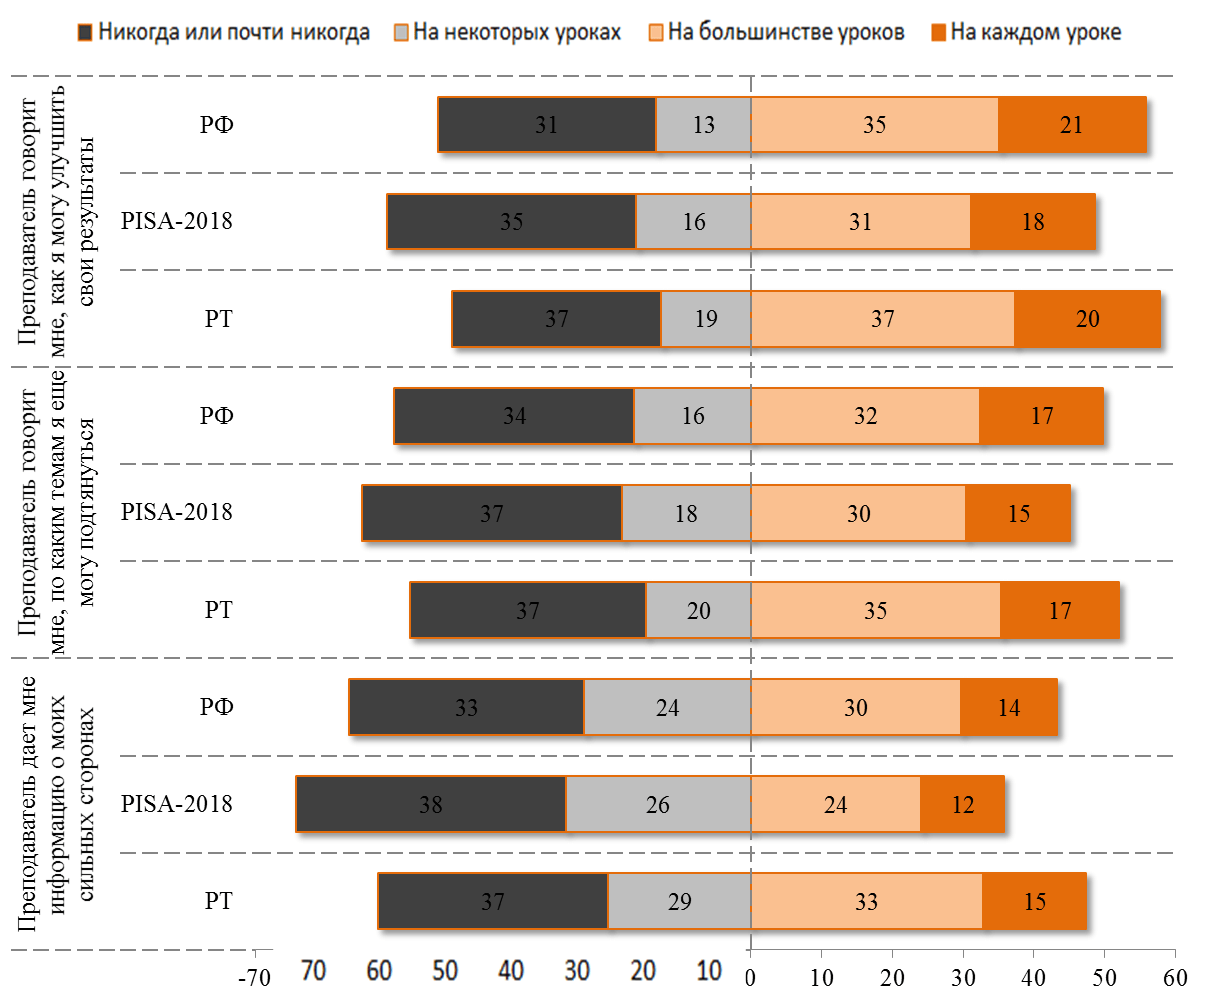 Никогда или почти никогда На некоторых уроках На большинстве уроков На каждом уроке
Преподаватель говорит
мне, как я могу улучшить
свои результаты
РФ 31 13 35 21
PISA-2018 35 16 31 18
РТ 37 19 37 20
Преподаватель говорит
мне, по каким темам я еще
могу подтянуться
РФ 34 16 32 17
PISA-2018 37 18 30 15
РТ 37 20 35 17
Преподаватель дает мне
информацию о моих
сильных сторонах
РФ 33 24 30 14
PISA-2018 38 26 24 12
РТ 37 29 33 15
-70 70 60 50 40 30 20 10 0 10 20 30 40 50 60